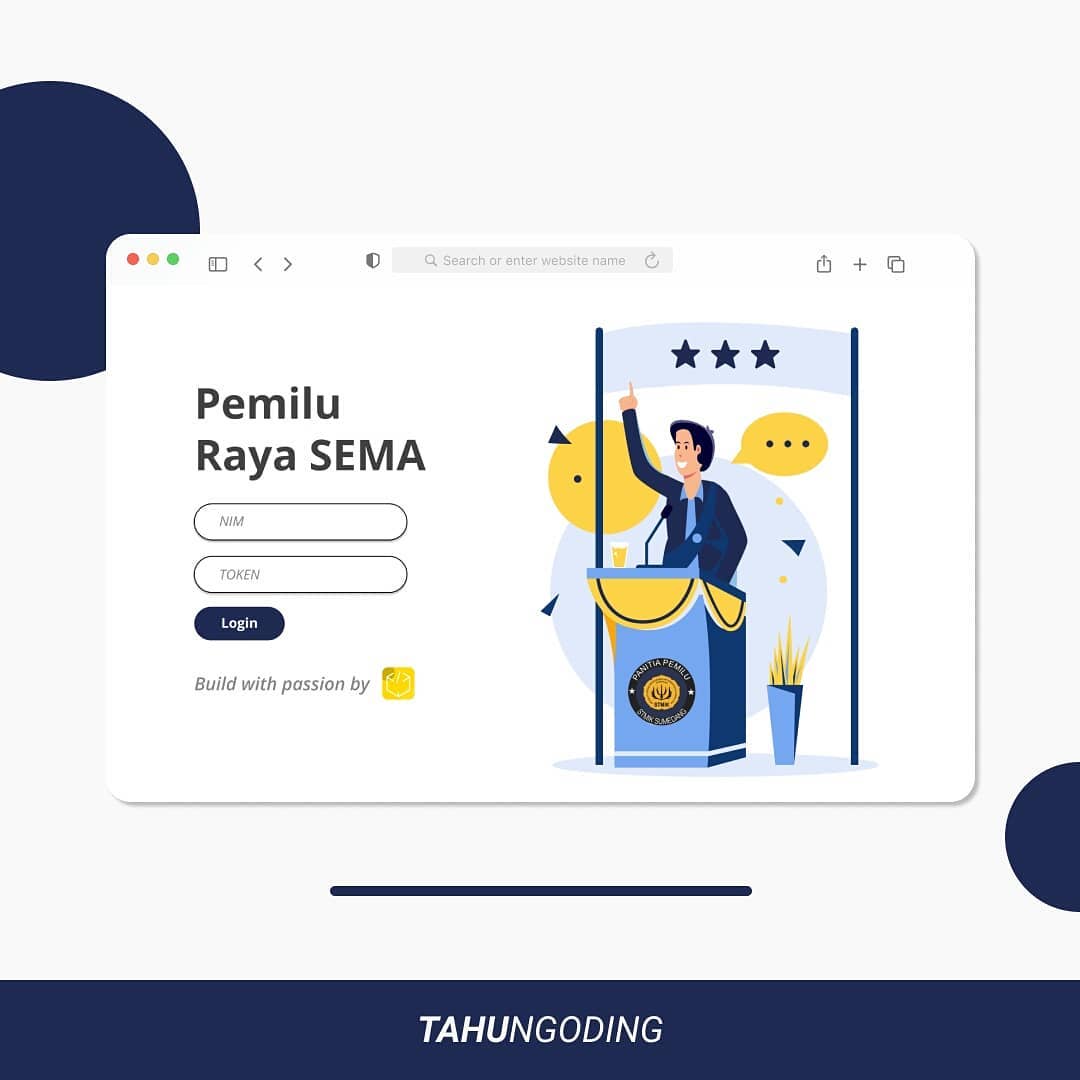 Search or enter website name
Pemilu
Raya SEMA
NIM
TOKEN
Login
Build with passion by
</>
PANITIA PEMILU
STMIK
STMIK SUMEDANG
TAHUNGODING